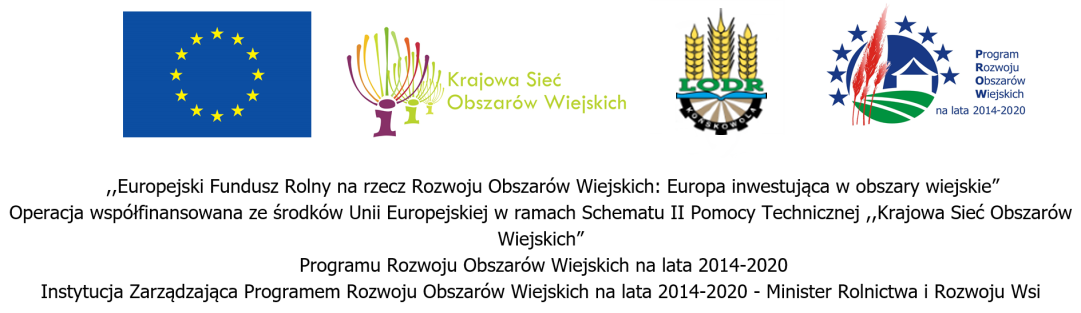 Krajowa Sieć
Obszarów Wiejskich
LODR
KOŃSKOWOLA
Program
Rozwoju
Obszarów
Wiejskich
na lata 2014-2020
,,Europejski Fundusz Rolny na rzecz Rozwoju Obszarów Wiejskich: Europa inwestująca w obszary wiejskie”
Operacja współfinansowana ze środków Unii Europejskiej w ramach Schematu II Pomocy Technicznej ,,Krajowa Sieć Obszarów
Wiejskich”
Programu Rozwoju Obszarów Wiejskich na lata 2014-2020
Instytucja Zarządzająca Programem Rozwoju Obszarów Wiejskich na lata 2014-2020 - Minister Rolnictwa i Rozwoju Wsi